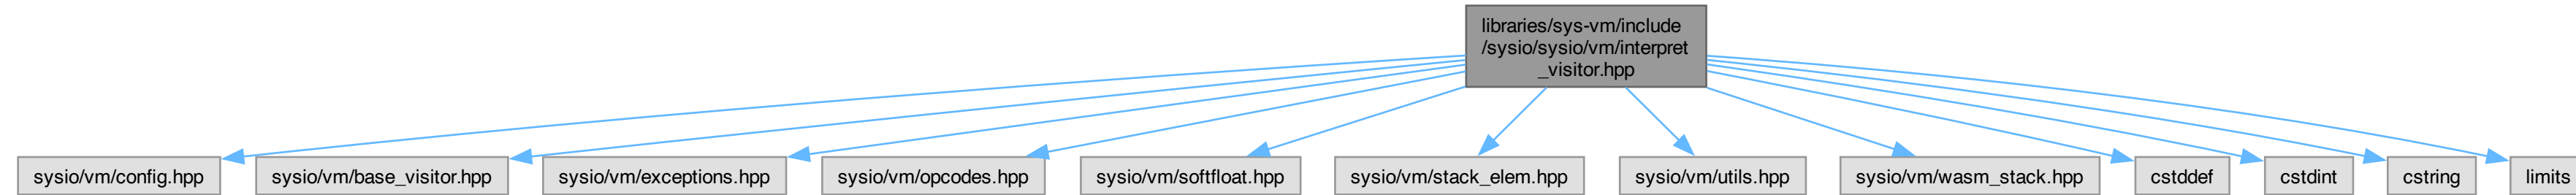 libraries/sys-vm/include
/sysio/sysio/vm/interpret
_visitor.hpp
sysio/vm/config.hpp
sysio/vm/base_visitor.hpp
sysio/vm/exceptions.hpp
sysio/vm/opcodes.hpp
sysio/vm/softfloat.hpp
sysio/vm/stack_elem.hpp
sysio/vm/utils.hpp
sysio/vm/wasm_stack.hpp
cstddef
cstdint
cstring
limits